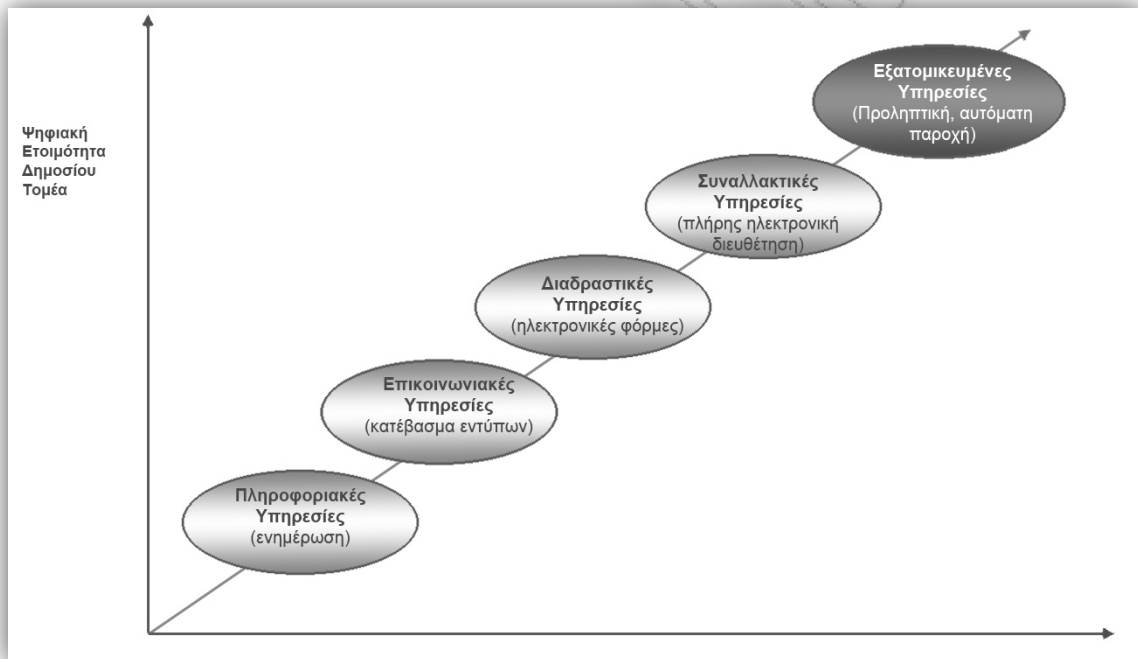 Ψηφιακή
Ετοιμότητα
Δημοσίου
Τομέα
Εξατομικευμένες
Υπηρεσίες
(Προληπτική, αυτόματη
παροχή)
Συναλλακτικές
Υπηρεσίες
(πλήρης ηλεκτρονική
διευθέτηση)
Διαδραστικές
Υπηρεσίες
(ηλεκτρονικές φόρμες)
Επικοινωνιακές
Υπηρεσίες
(κατέβασμα εντύπων)
Πληροφοριακές
Υπηρεσίες
(ενημέρωση)